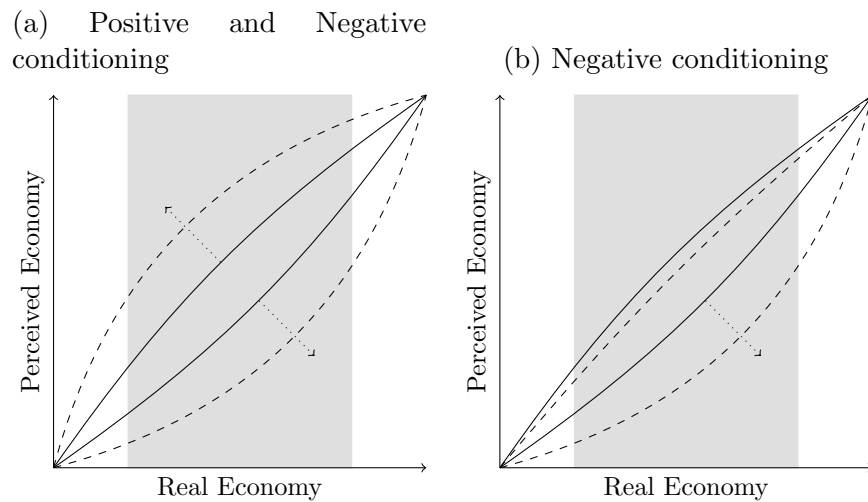 (a) Positive and Negative
conditioning
(b) Negative conditioning
Perceived Economy
Real Economy
Perceived Economy
Real Economy